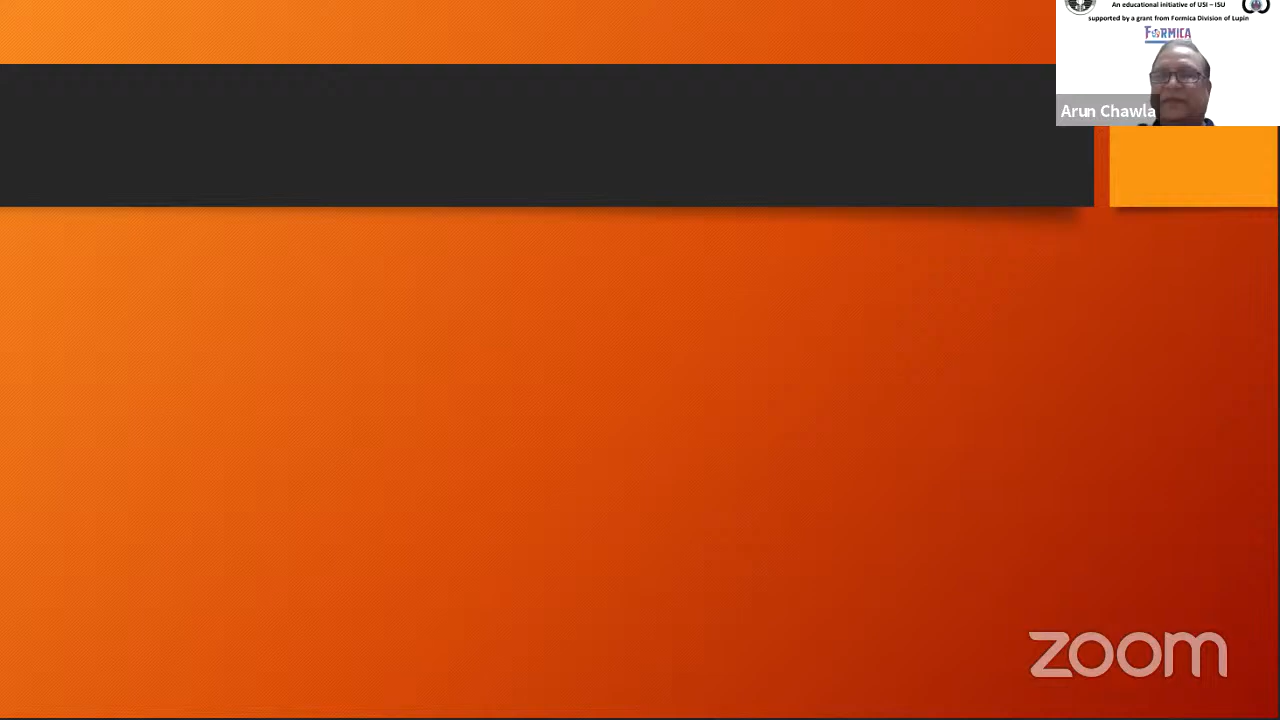 An educational initiative of USI – ISU
supported by a grant from Formica Division of Lupin
FORMICA
Arun Chawla
zoom